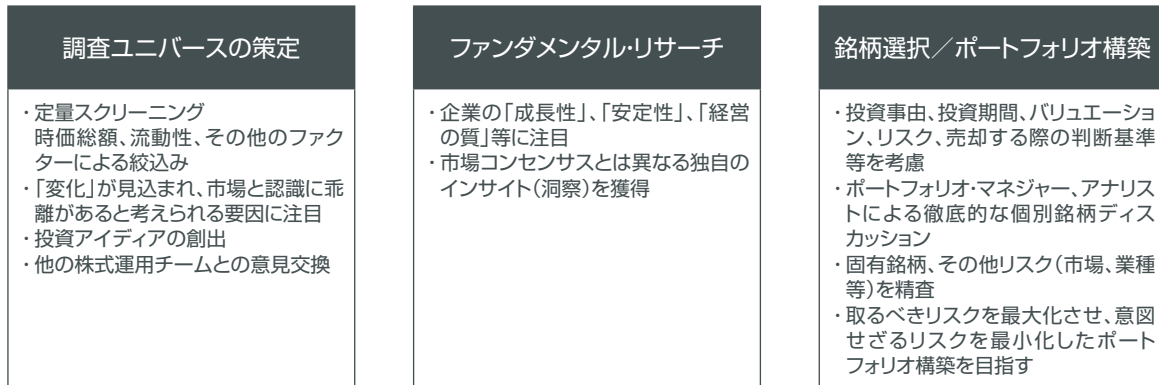 調査ユニバースの策定
・定量スクリーニング
時価総額、流動性、その他のファク
ターによる絞込み
・「変化」が見込まれ、市場と認識に乖
離があると考えられる要因に注目
・投資アイディアの創出
・他の株式運用チームとの意見交換
ファンダメンタル・リサーチ
・企業の「成長性」、「安定性」、「経営
の質」等に注目
・市場コンセンサスとは異なる独自の
インサイト（洞察）を獲得
銘柄選択／ポートフォリオ構築
・投資事由、投資期間、バリュエーショ
ン、リスク、売却する際の判断基準
等を考慮
・ポートフォリオ・マネジャー、アナリス
トによる徹底的な個別銘柄ディス
カッション
・固有銘柄、その他リスク（市場、業種
等）を精査
・取るべきリスクを最大化させ、意図
せざるリスクを最小化したポート
フォリオ構築を目指す